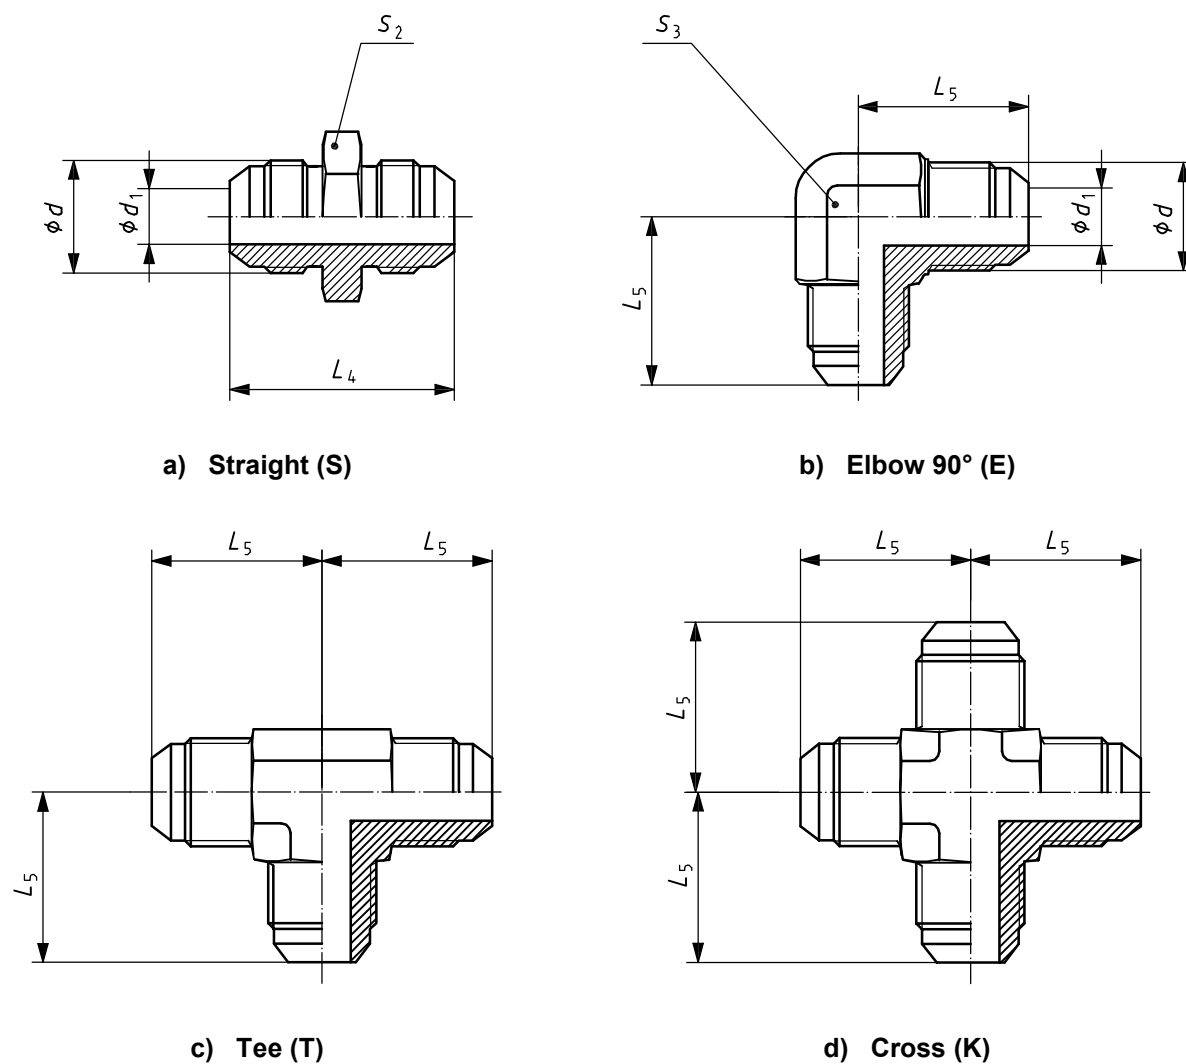 S₂
ϕd
ϕd₁
L₄
a) Straight (S)
S₃
L₅
L₅
ϕd₁
ϕd
b) Elbow 90° (E)
L₅ L₅
L₅
c) Tee (T)
L₅ L₅
L₅
L₅
d) Cross (K)